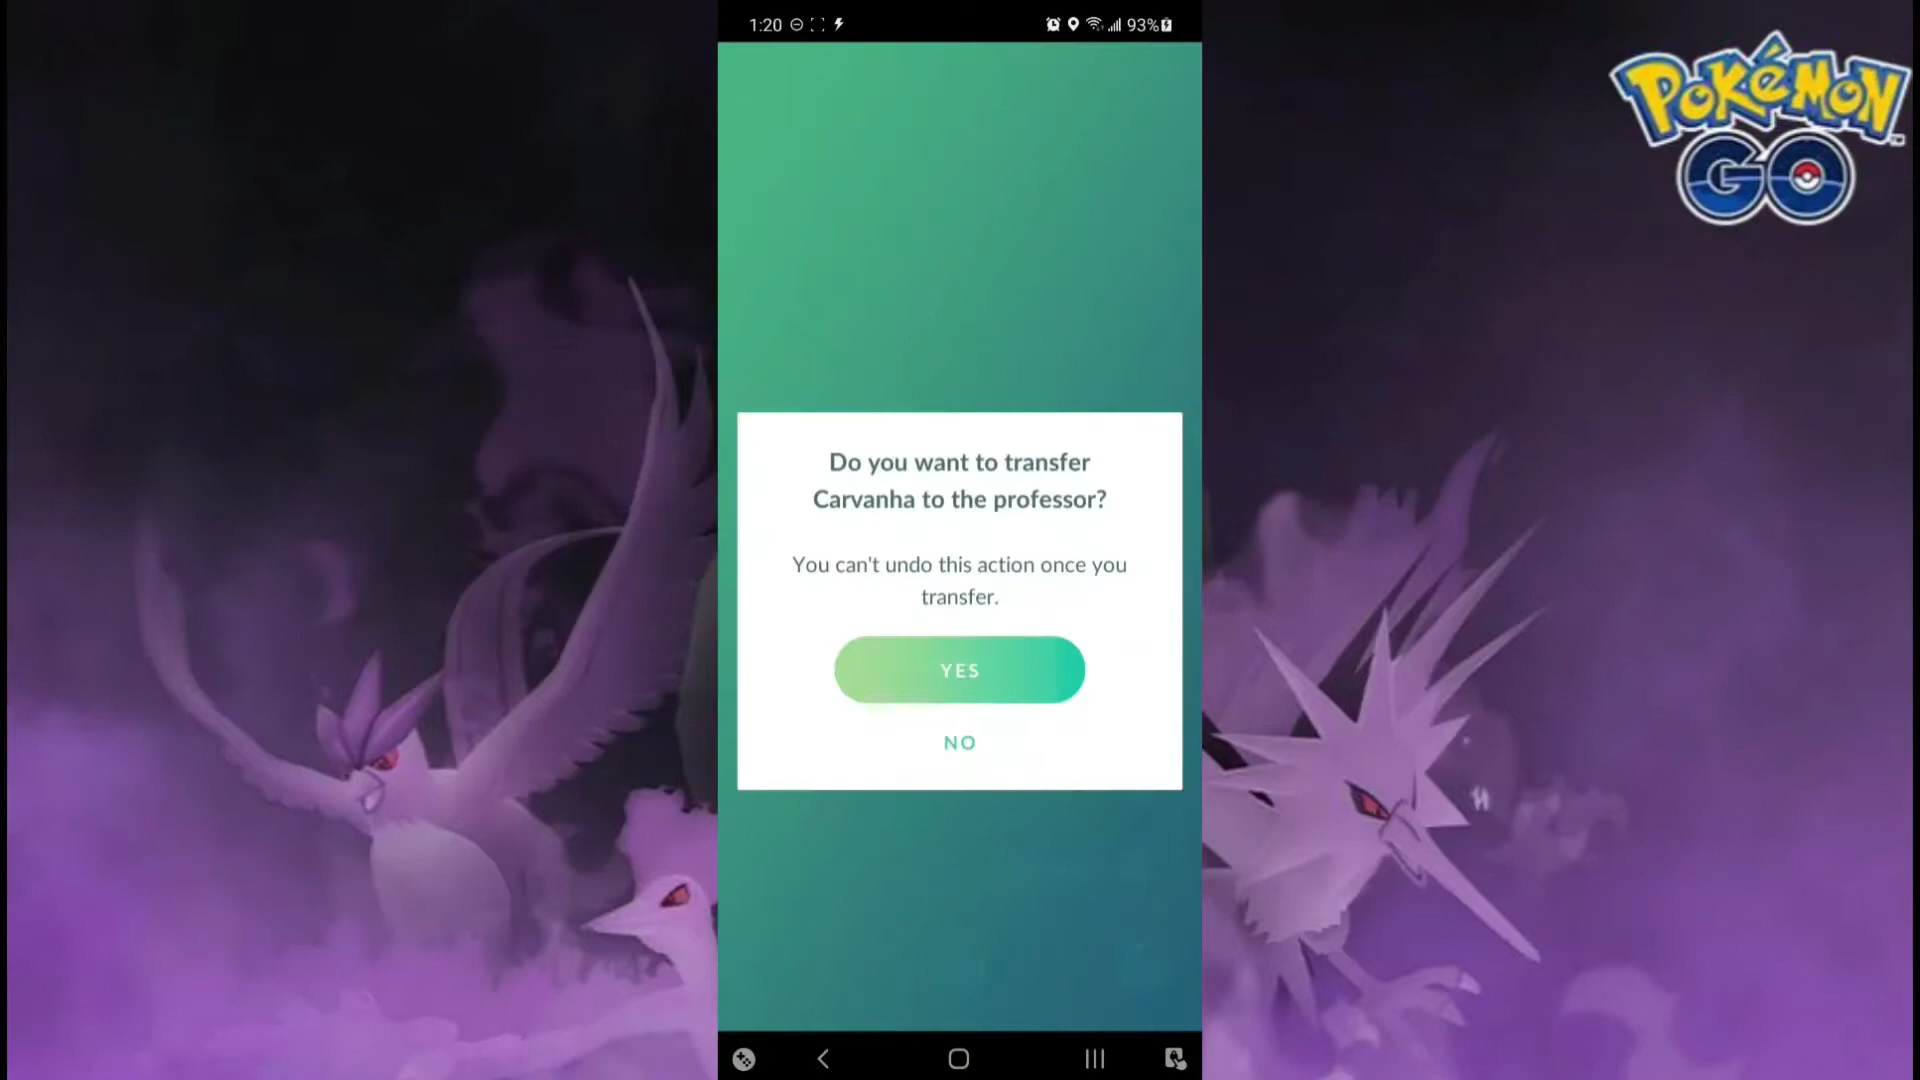 1:20
93%
POKéMON
GO
Do you want to transfer
Carvanha to the professor?
You can't undo this action once you
transfer.
YES
NO